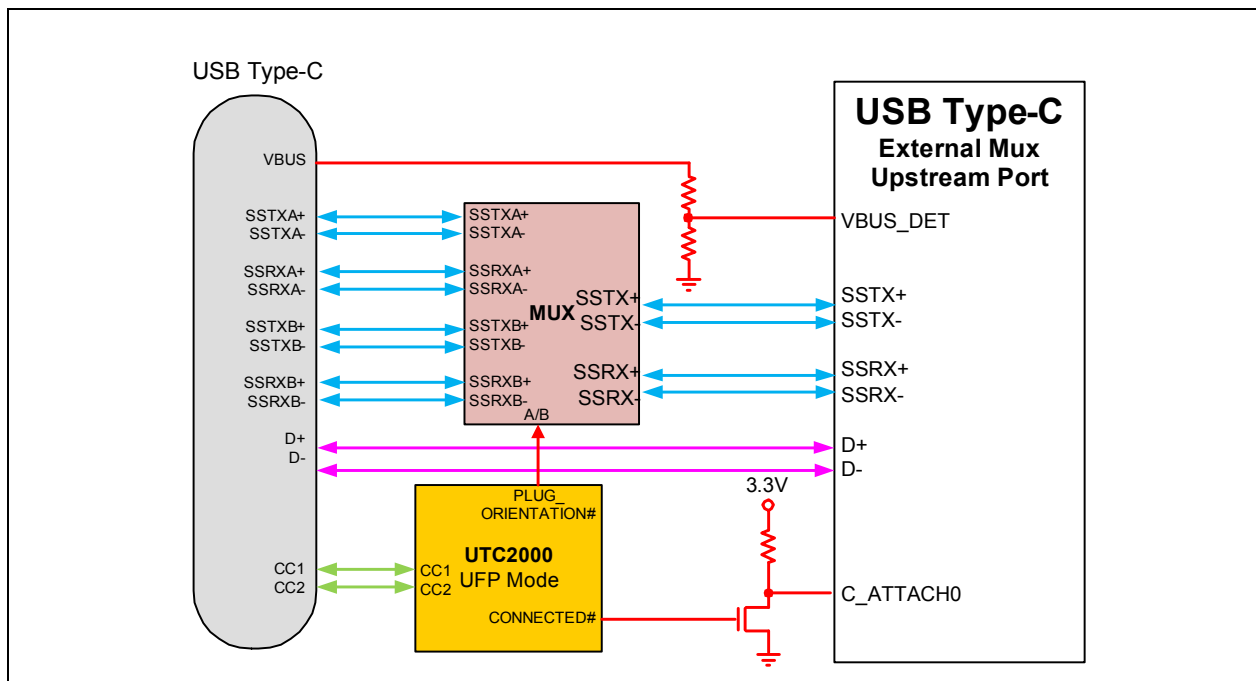 USB Type-C
VBUS
SSTXA+
SSTXA-
SSRXA+
SSRXA-
SSTXB+
SSTXB-
SSRXB+
SSRXB-
D+
D-
CC1
CC2
SSTXA+
SSTXA-
SSRXA+
SSRXA-
SSTXB+
SSTXB-
SSRXB+
SSRXB-
MUX
SSTX+
SSTX-
SSRX+
SSRX-
A/B
PLUG_
ORIENTATION#
UTC2000
UFP Mode
CC1
CC2
CONNECTED#
3.3V
USB Type-C
External Mux
Upstream Port
VBUS_DET
SSTX+
SSTX-
SSRX+
SSRX-
D+
D-
C_ATTACH0